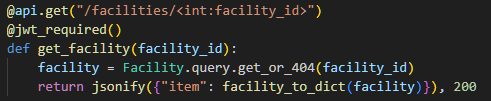 @api.get("/facilities/<int:facility_id>")
@jwt_required()
def get_facility(facility_id):
    facility = Facility.query.get_or_404(facility_id)
    return jsonify({"item": facility_to_dict(facility)}), 200